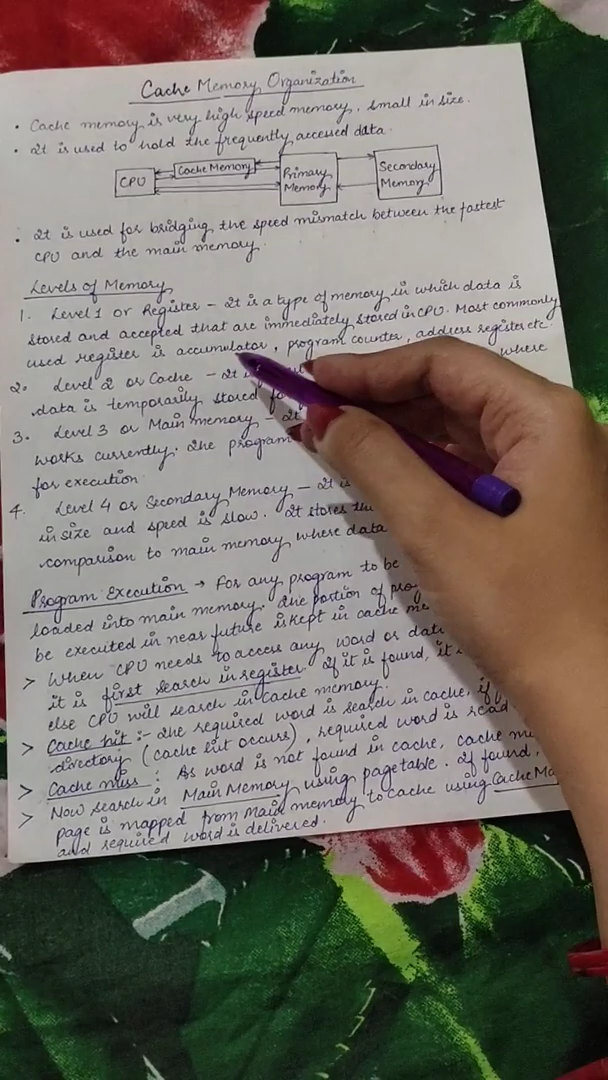 Cache Memory Organization
• Cache memory is very high speed memory, small in size.
• It is used to hold the frequently accessed data.
CPU
Cache Memory
Primary Memory
Secondary Memory
• It is used for bridging the speed mismatch between the fastest
CPU and the main memory.
Levels of Memory
1. Level 1 or Register - It is a type of memory in which data is
stored and accepted that are immediately stored in CPU. Most commonly
used register is accumulator, program counter, address register etc.
2. Level 2 or Cache - It is where
data is temporarily stored
3. Level 3 or Main memory - It
works currently. The program
for execution.
4. Level 4 or Secondary Memory - It is
in size and speed is slow. It stores the
comparison to main memory where data
Program Execution → For any program to be
loaded into main memory. The portion of
be executed in near future is kept in cache
> When CPU needs to access any word or
it is first search in register. If it is found, it
else CPU will search in cache memory.
> Cache hit :- The required word is search in cache, if
directory (cache hit occurs), required word is read
> Cache miss : As word is not found in cache, cache
> Now search in Main Memory using page table. If found,
page is mapped from main memory to cache using Cache
and required word is delivered.